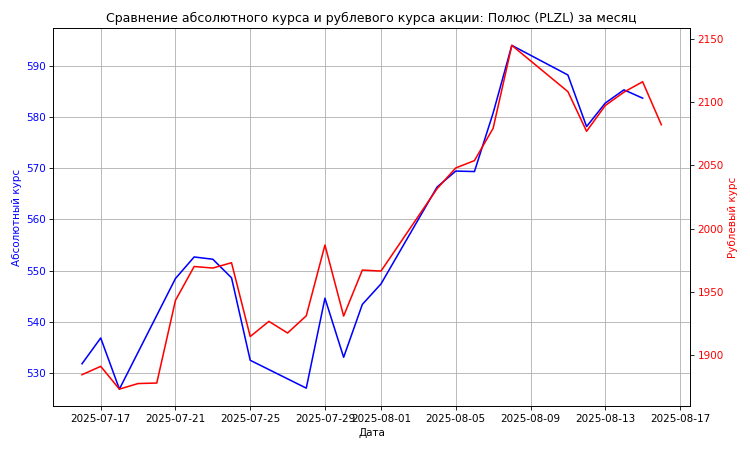 Сравнение абсолютного курса и рублевого курса акции: Полюс (PLZL) за месяц
Абсолютный курс
590
580
570
560
550
540
530
2150
2100
2050
2000
1950
1900
Рублевый курс
2025-07-17 2025-07-21 2025-07-25 2025-07-29 2025-08-01 2025-08-05 2025-08-09 2025-08-13 2025-08-17
Дата